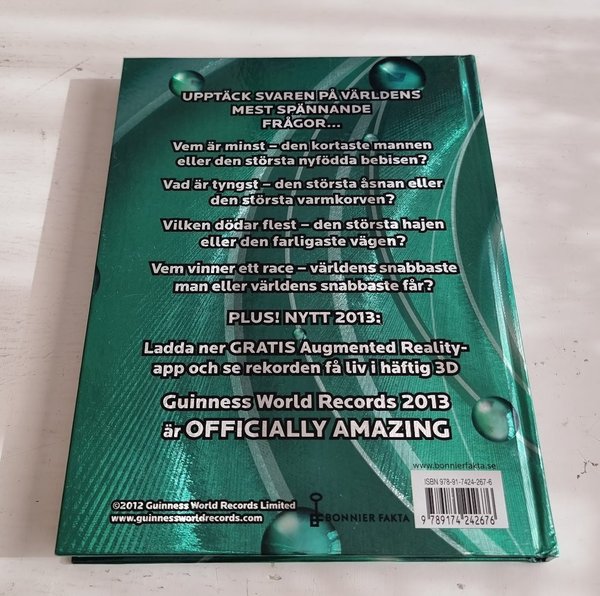 UPPTÄCK SVAREN PÅ VÄRLDENS
MEST SPÄNNANDE
FRÅGOR...
Vem är minst – den kortaste mannen
eller den största nyfödda bebisen?
Vad är tyngst – den största åsnan eller
den största varmkorven?
Vilken dödar flest – den största hajen
eller den farligaste vägen?
Vem vinner ett race – världens snabbaste
man eller världens snabbaste får?
PLUS! NYTT 2013:
Ladda ner GRATIS Augmented Reality-
app och se rekorden få liv i häftig 3D
Guinness World Records 2013
är OFFICIALLY AMAZING
www.bonnierfakta.se
ISBN 978-91-7424-267-6
9 789174 242676
©2012 Guinness World Records Limited
www.guinnessworldrecords.com
BONNIER FAKTA